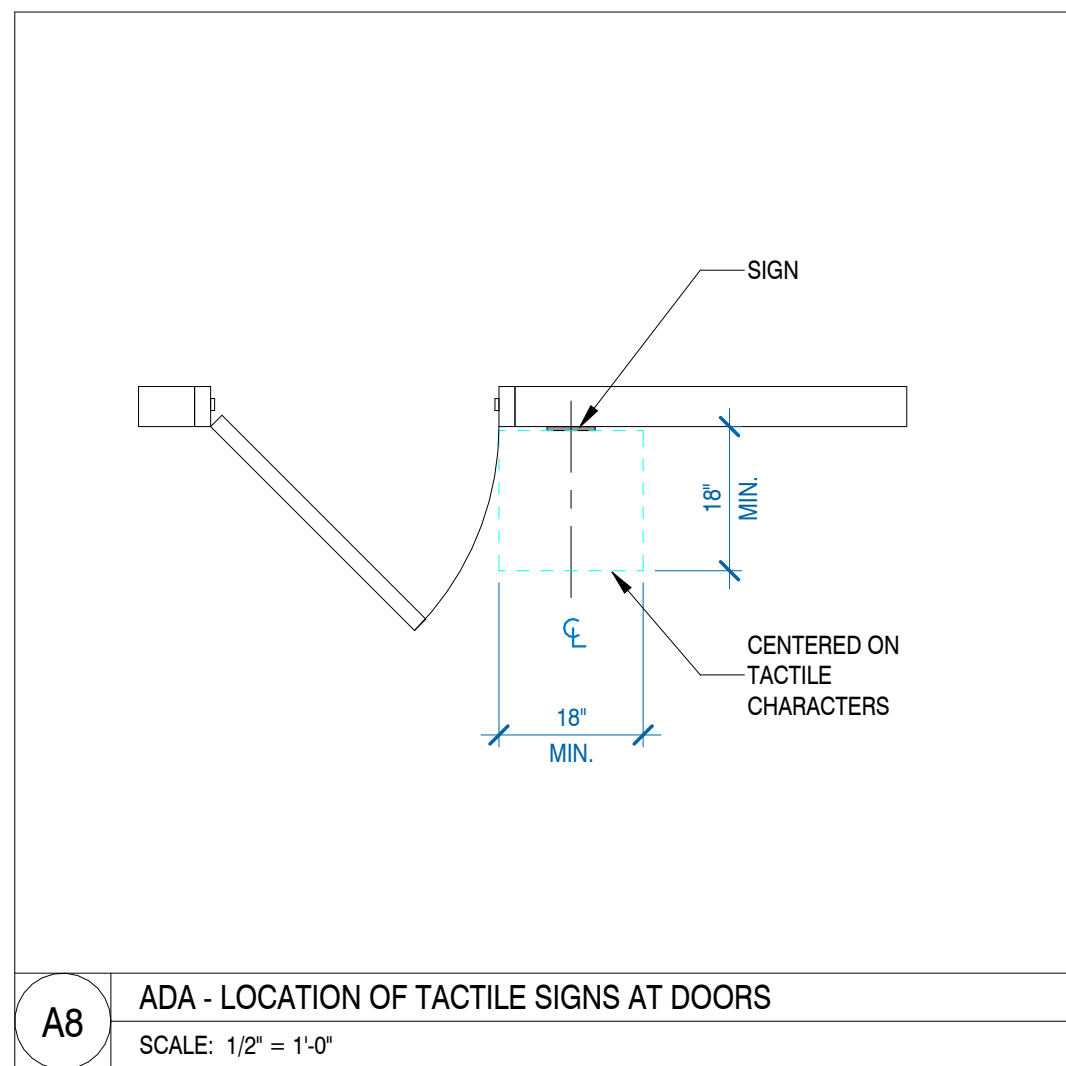 SIGN
18"
MIN.
℄
CENTERED ON
TACTILE
CHARACTERS
18"
MIN.
A8
ADA - LOCATION OF TACTILE SIGNS AT DOORS
SCALE: 1/2" = 1'-0"